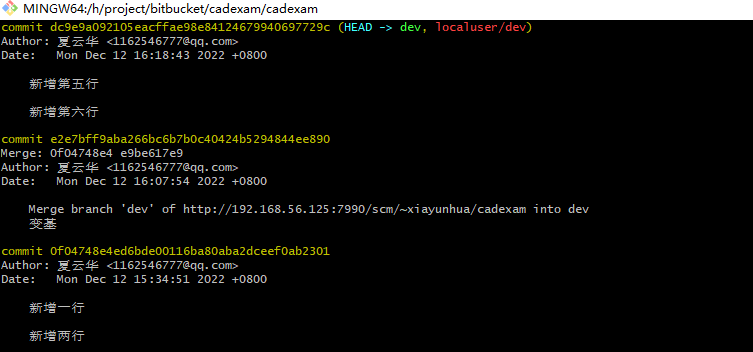 MINGW64:/h/project/bitbucket/cadexam/cadexam
commit dc9e9a092105eacffae98e84124679940697729c (HEAD -> dev, localuser/dev)
Author: 夏云华 <1162546777@qq.com>
Date:   Mon Dec 12 16:18:43 2022 +0800
新增第五行
新增第六行
commit e2e7bff9aba266bc6b7b0c40424b5294844ee890
Merge: 0f04748e4 e9be617e9
Author: 夏云华 <1162546777@qq.com>
Date:   Mon Dec 12 16:07:54 2022 +0800
Merge branch 'dev' of http://192.168.56.125:7990/scm/~xiayunhua/cadexam into dev
变基
commit 0f04748e4ed6bde00116ba80aba2dceef0ab2301
Author: 夏云华 <1162546777@qq.com>
Date:   Mon Dec 12 15:34:51 2022 +0800
新增一行
新增两行